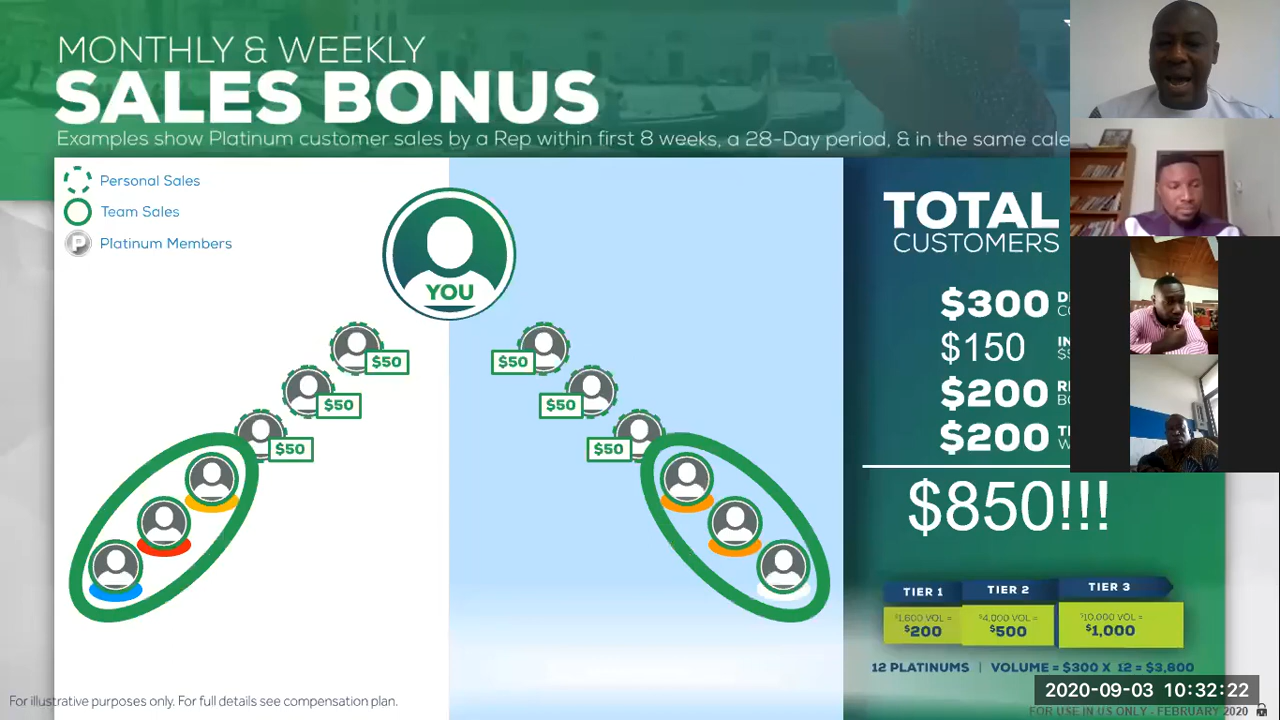 MONTHLY & WEEKLY
SALES BONUS
Examples show Platinum customer sales by a Rep within first 8 weeks, a 28-Day period, & in the same cale
Personal Sales
Team Sales
Platinum Members
YOU
$50
$50
$50
$50
$50
$50
TOTAL
CUSTOMERS
$300
$150
$200
$200
$850!!!
TIER 1
TIER 2
TIER 3
$1,600 VOL =
$200
$4,000 VOL =
$500
$10,000 VOL =
$1,000
12 PLATINUMS | VOLUME = $300 X 12 = $3,600
For illustrative purposes only. For full details see compensation plan.
2020-09-03 10:32:22
FOR USE IN US ONLY - FEBRUARY 2020